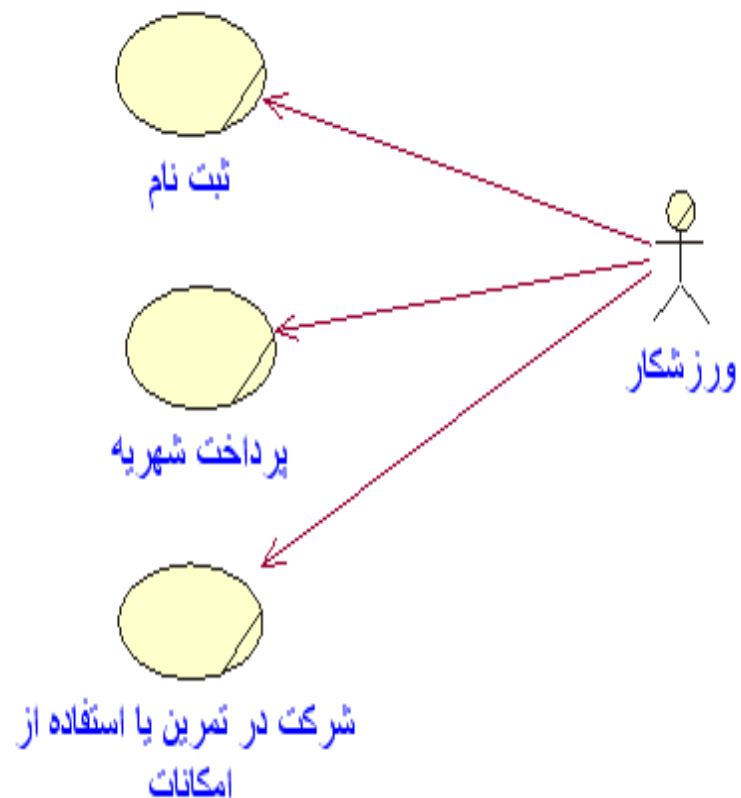 ثبت نام
ورزشکار
پرداخت شهریه
شرکت در تمرین یا استفاده از
امکانات